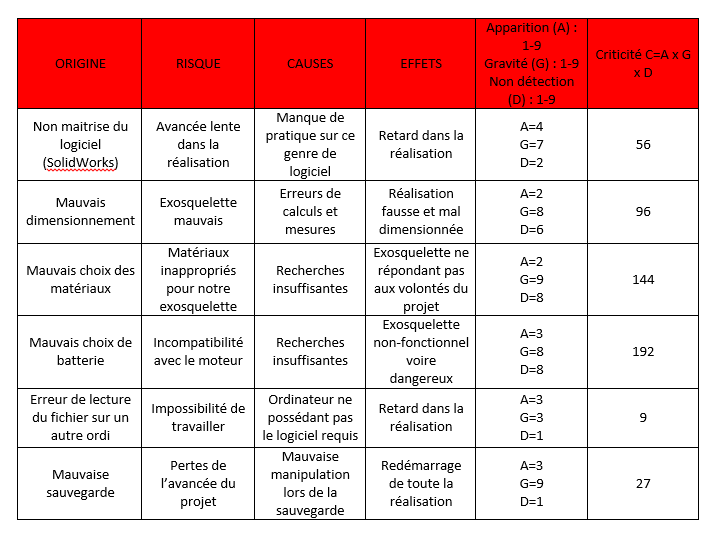 ORIGINE
RISQUE
CAUSES
EFFETS
Apparition (A) :
1-9
Gravité (G) : 1-9
Non détection
(D) : 1-9
Criticité C=A x G
x D
Non maitrise du
logiciel
(SolidWorks)
Avancée lente
dans la
réalisation
Manque de
pratique sur ce
genre de
logiciel
Retard dans la
réalisation
A=4
G=7
D=2
56
Mauvais
dimensionnement
Exosquelette
mauvais
Erreurs de
calculs et
mesures
Réalisation
fausse et mal
dimensionnée
A=2
G=8
D=6
96
Mauvais choix des
matériaux
Matériaux
inappropriés
pour notre
exosquelette
Recherches
insuffisantes
Exosquelette ne
répondant pas
aux volontés du
projet
A=2
G=9
D=8
144
Mauvais choix de
batterie
Incompatibilité
avec le moteur
Recherches
insuffisantes
Exosquelette
non-fonctionnel
voire
dangereux
A=3
G=8
D=8
192
Erreur de lecture
du fichier sur un
autre ordi
Impossibilité de
travailler
Ordinateur ne
possédant pas
le logiciel requis
Retard dans la
réalisation
A=3
G=3
D=1
9
Mauvaise
sauvegarde
Pertes de
l’avancée du
projet
Mauvaise
manipulation
lors de la
sauvegarde
Redémarrage
de toute la
réalisation
A=3
G=9
D=1
27